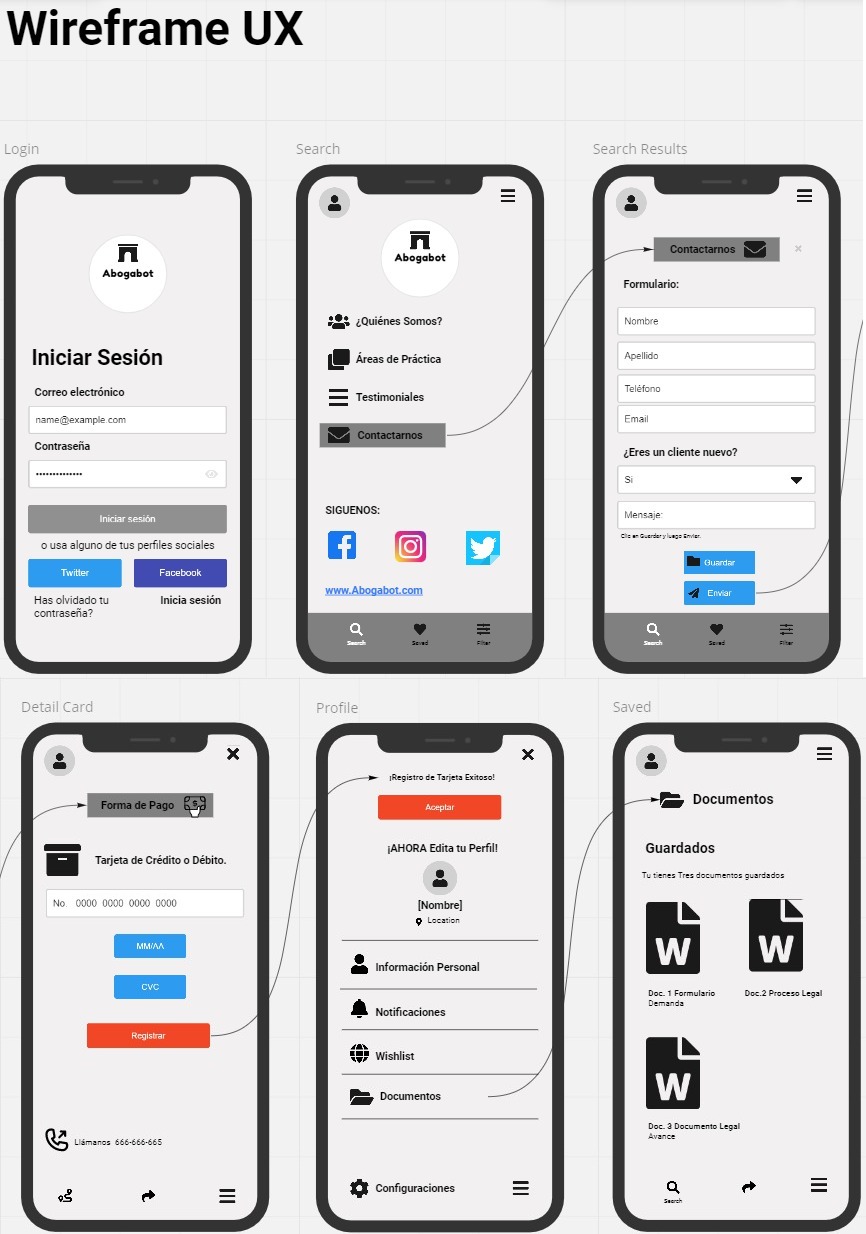 Wireframe UX
Login
Abogabot
Iniciar Sesión
Correo electrónico
name@example.com
Contraseña
Iniciar sesión
o usa alguno de tus perfiles sociales
Twitter
Facebook
Has olvidado tu
contraseña?
Inicia sesión
Search
Abogabot
¿Quiénes Somos?
Áreas de Práctica
Testimoniales
Contactarnos
SIGUENOS:
www.Abogabot.com
Search
Saved
Filter
Search Results
Contactarnos
Formulario:
Nombre
Apellido
Teléfono
Email
¿Eres un cliente nuevo?
Si
Mensaje:
Clic en Guardar y luego Enviar.
Guardar
Enviar
Search
Saved
Filter
Detail Card
Forma de Pago
Tarjeta de Crédito o Débito.
No. 0000 0000 0000 0000
MM/AA
CVC
Registrar
Llámanos 666-666-665
Profile
¡Registro de Tarjeta Exitoso!
Aceptar
¡AHORA Edita tu Perfil!
[Nombre]
Location
Información Personal
Notificaciones
Wishlist
Documentos
Configuraciones
Saved
Documentos
Guardados
Tu tienes Tres documentos guardados
W
W
Doc. 1 Formulario
Demanda
Doc.2 Proceso Legal
W
Doc. 3 Documento Legal
Avance
Search